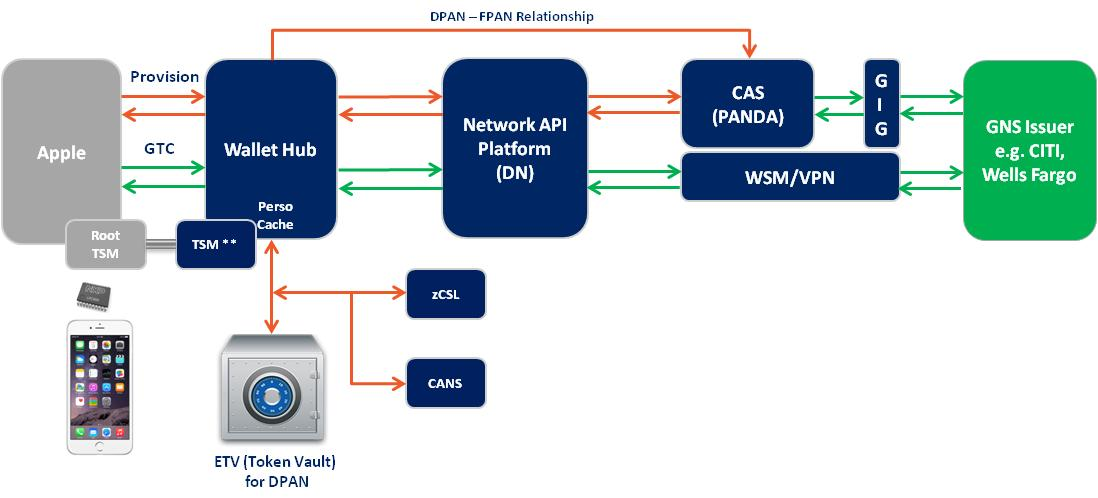 DPAN – FPAN Relationship
Provision
GTC
Apple
Wallet Hub
Perso
Cache
Root
TSM
TSM **
Network API
Platform
(DN)
CAS
(PANDA)
G
I
G
WSM/VPN
GNS Issuer
e.g. CITI,
Wells Fargo
zCSL
CANS
ETV (Token Vault)
for DPAN